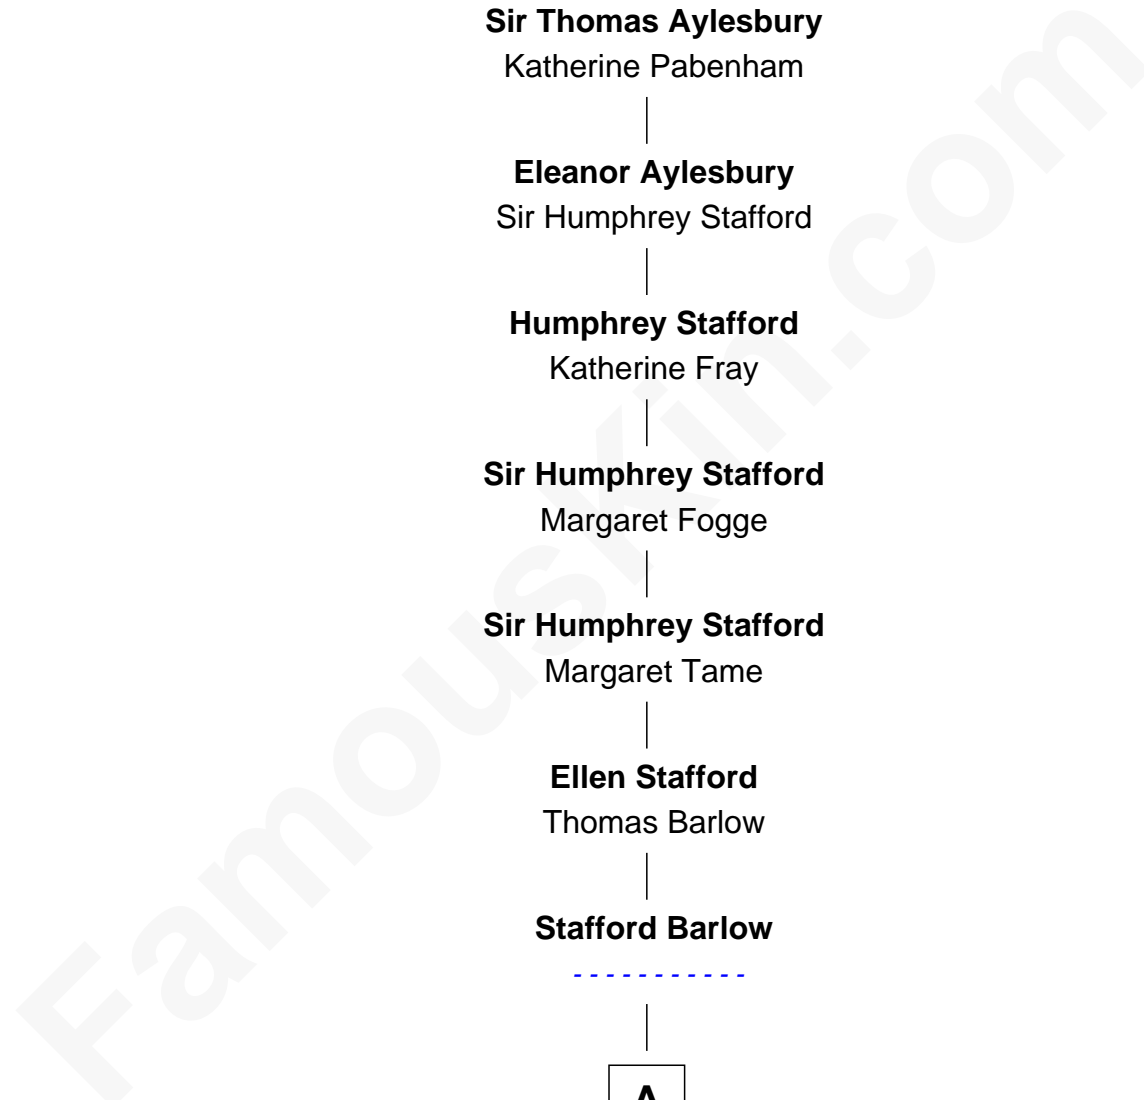 Sir Thomas Aylesbury
Katherine Pabenham
Eleanor Aylesbury
Sir Humphrey Stafford
Humphrey Stafford
Katherine Fray
Sir Humphrey Stafford
Margaret Fogge
Sir Humphrey Stafford
Margaret Tame
Ellen Stafford
Thomas Barlow
Stafford Barlow
- - - - - - - - - - -
A
FamousKin.com